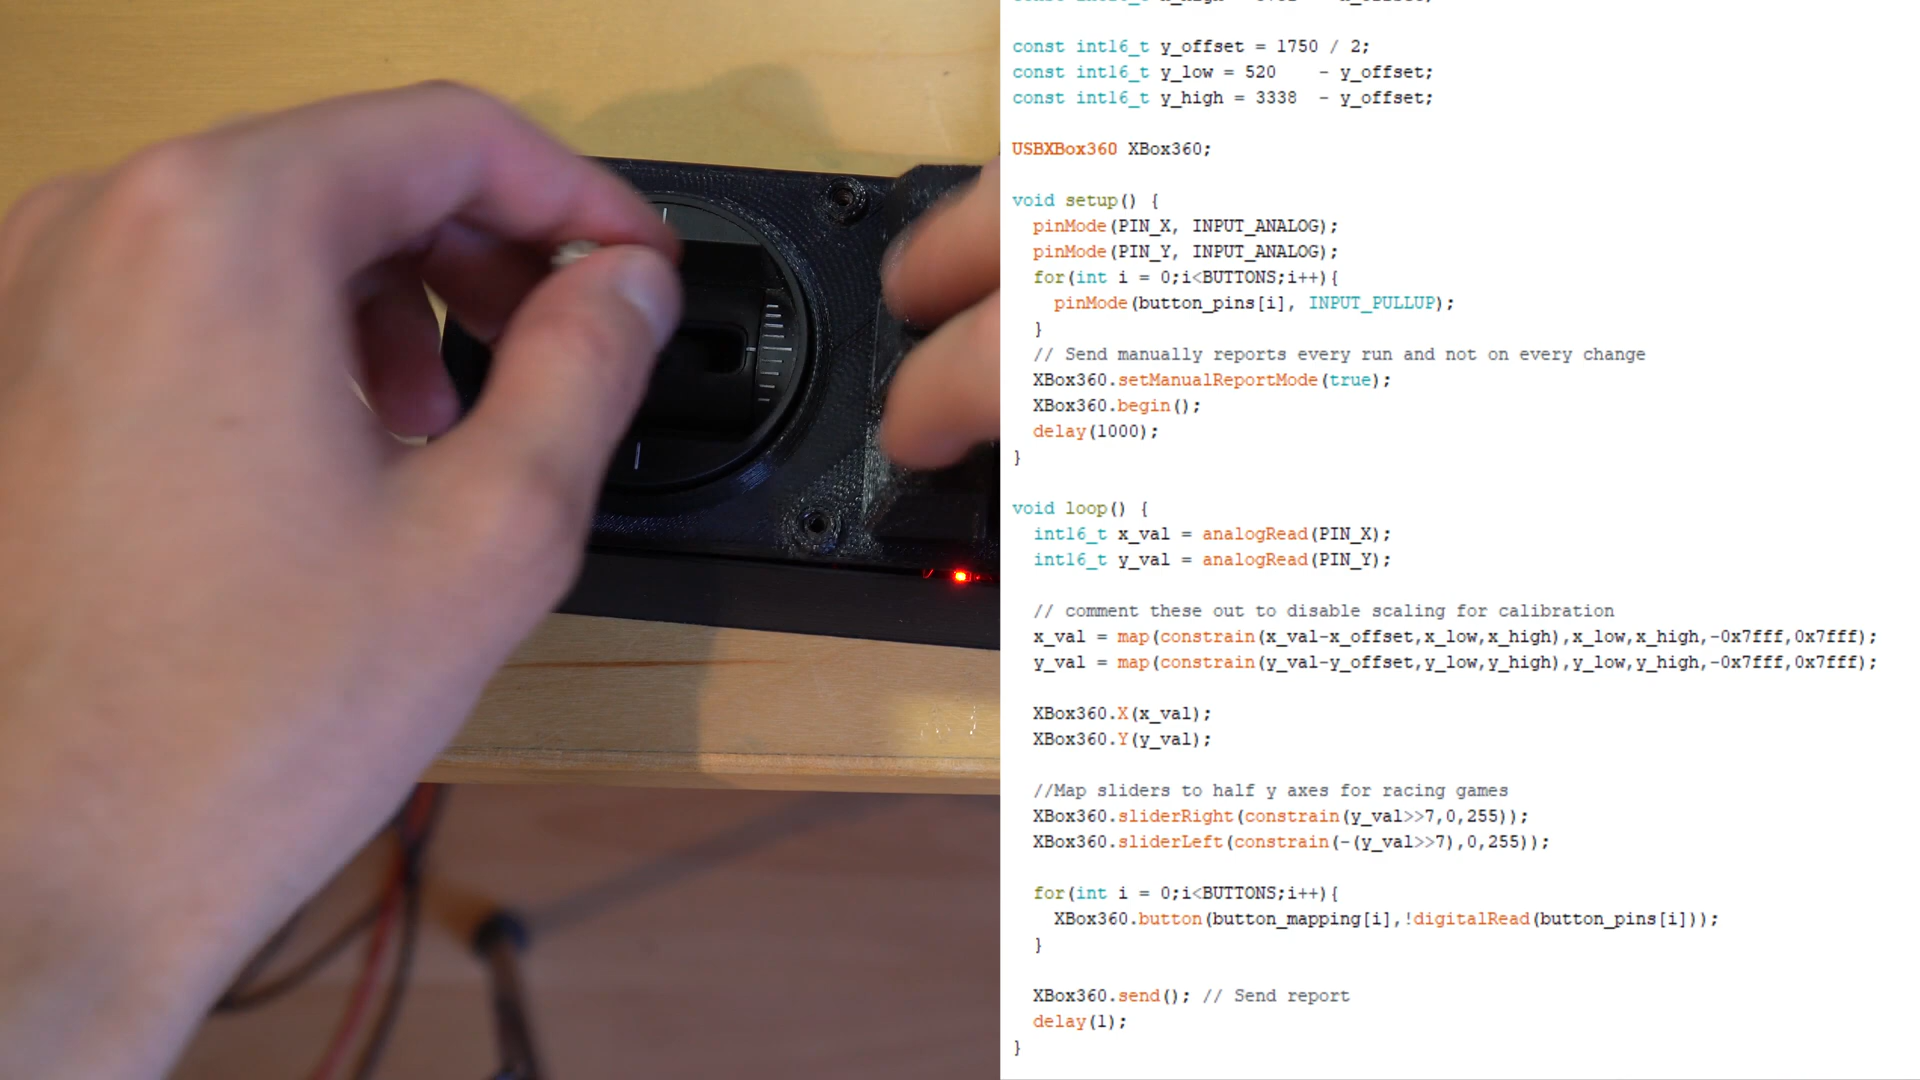 const int16_t y_offset = 1750 / 2;
const int16_t y_low = 520    - y_offset;
const int16_t y_high = 3338  - y_offset;
USBXBox360 XBox360;
void setup() {
  pinMode(PIN_X, INPUT_ANALOG);
  pinMode(PIN_Y, INPUT_ANALOG);
  for(int i = 0;i<BUTTONS;i++){
    pinMode(button_pins[i], INPUT_PULLUP);
  }
  // Send manually reports every run and not on every change
  XBox360.setManualReportMode(true);
  XBox360.begin();
  delay(1000);
}
void loop() {
  int16_t x_val = analogRead(PIN_X);
  int16_t y_val = analogRead(PIN_Y);
  // comment these out to disable scaling for calibration
  x_val = map(constrain(x_val-x_offset,x_low,x_high),x_low,x_high,-0x7fff,0x7fff);
  y_val = map(constrain(y_val-y_offset,y_low,y_high),y_low,y_high,-0x7fff,0x7fff);
  XBox360.X(x_val);
  XBox360.Y(y_val);
  //Map sliders to half y axes for racing games
  XBox360.sliderRight(constrain(y_val>>7,0,255));
  XBox360.sliderLeft(constrain(-(y_val>>7),0,255));
  for(int i = 0;i<BUTTONS;i++){
    XBox360.button(button_mapping[i],!digitalRead(button_pins[i]));
  }
  XBox360.send(); // Send report
  delay(1);
}